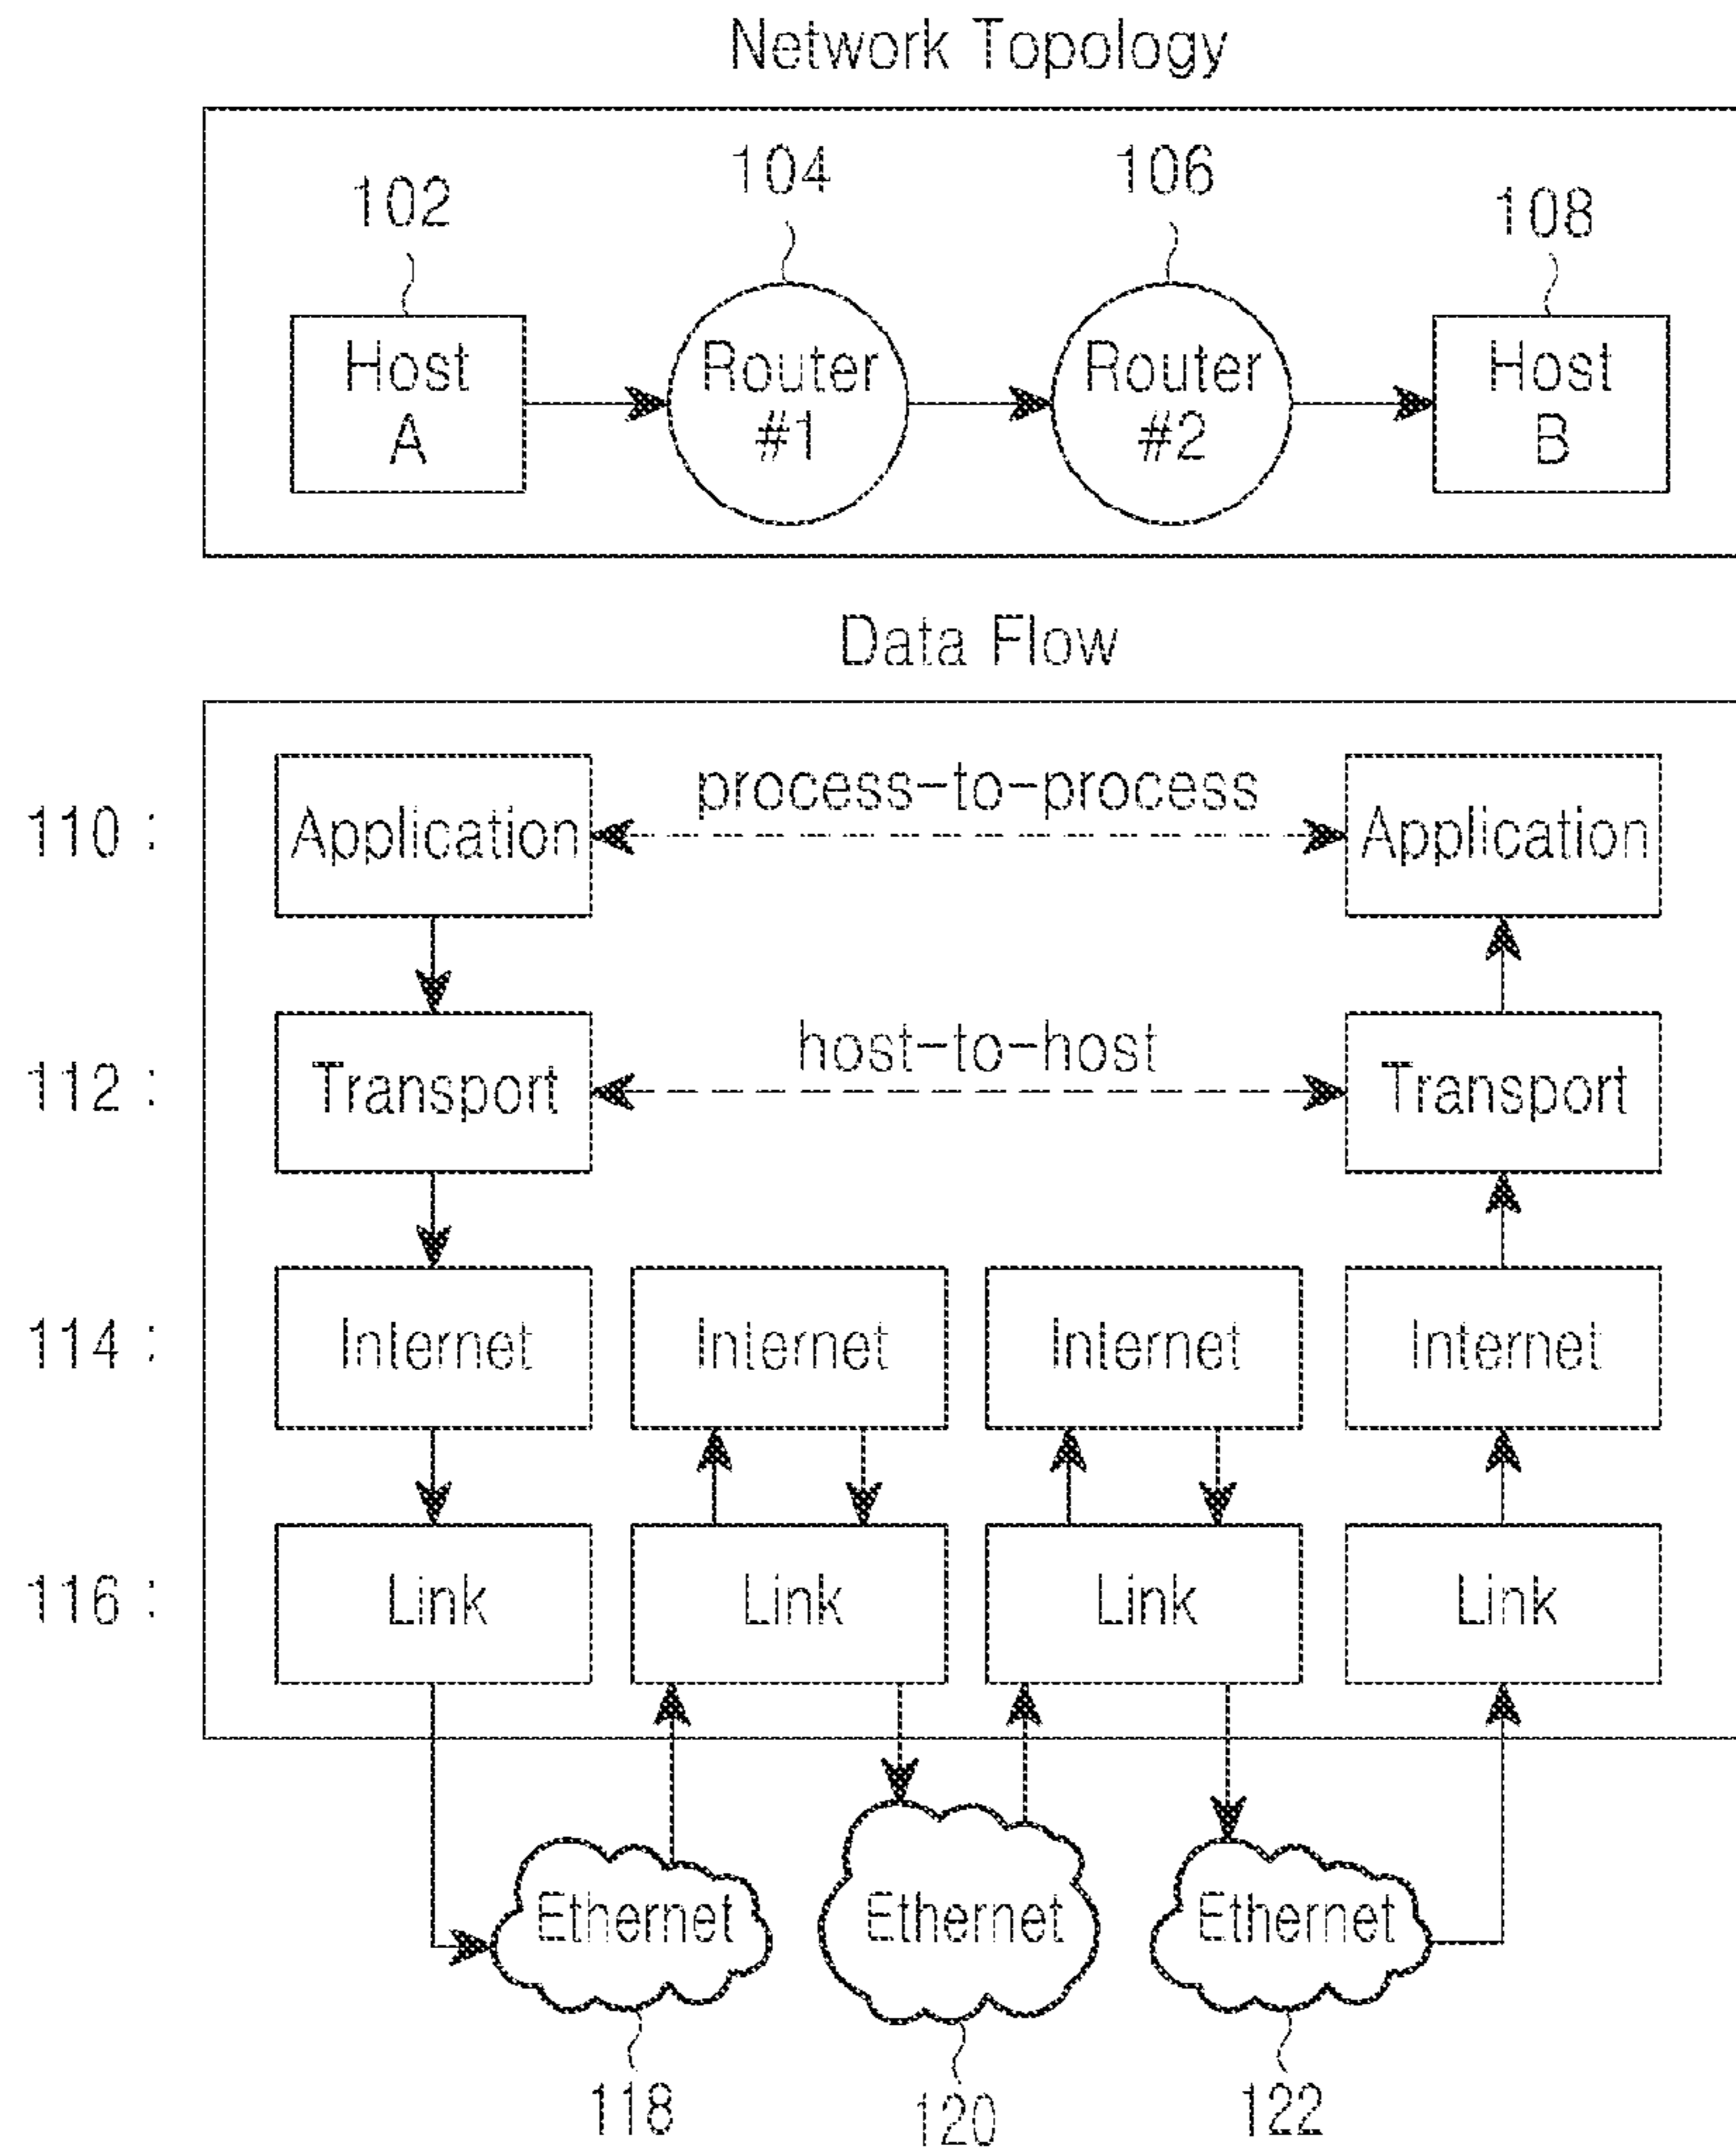 Network Topology
102
104
106
108
Host
A
Router
#1
Router
#2
Host
B
Data Flow
110 :
Application
process-to-process
Application
112 :
Transport
host-to-host
Transport
114 :
Internet
Internet
Internet
Internet
116 :
Link
Link
Link
Link
Ethernet
Ethernet
Ethernet
118
120
122